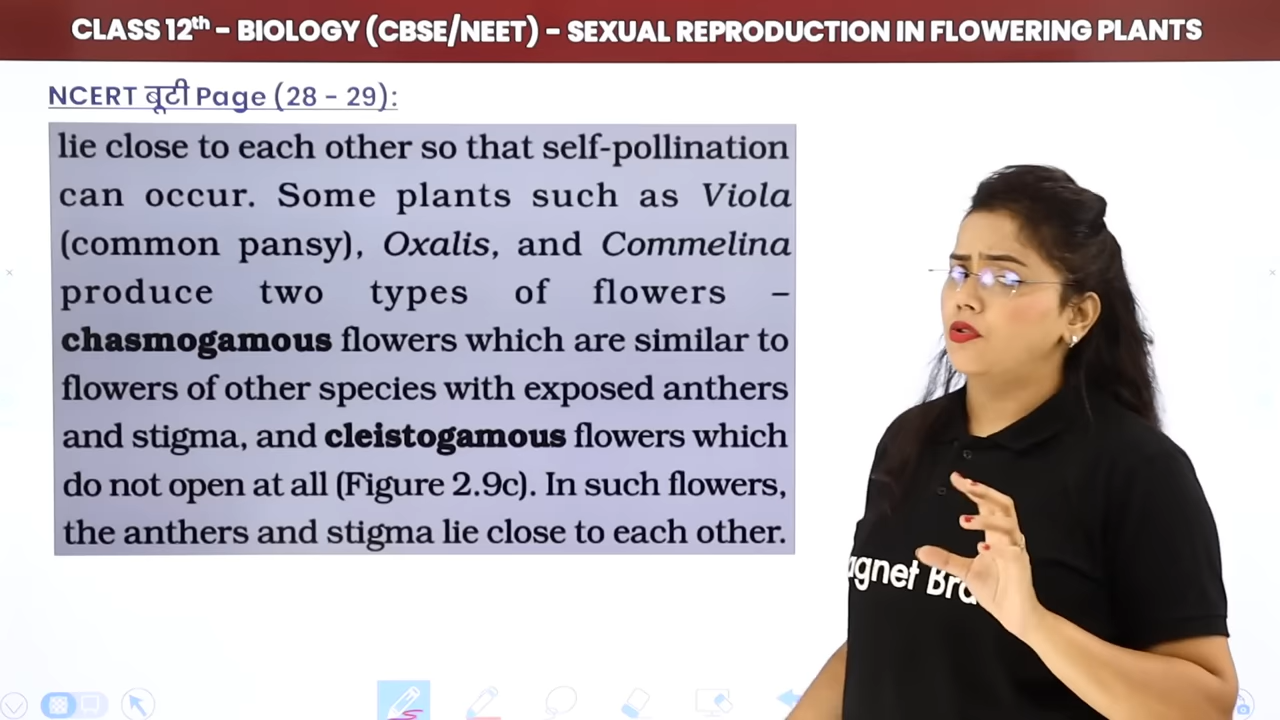 CLASS 12th – BIOLOGY (CBSE/NEET) – SEXUAL REPRODUCTION IN FLOWERING PLANTS
NCERT बूटी Page (28 - 29):
lie close to each other so that self-pollination
can occur. Some plants such as Viola
(common pansy), Oxalis, and Commelina
produce two types of flowers –
chasmogamous flowers which are similar to
flowers of other species with exposed anthers
and stigma, and cleistogamous flowers which
do not open at all (Figure 2.9c). In such flowers,
the anthers and stigma lie close to each other.
agnet Bra